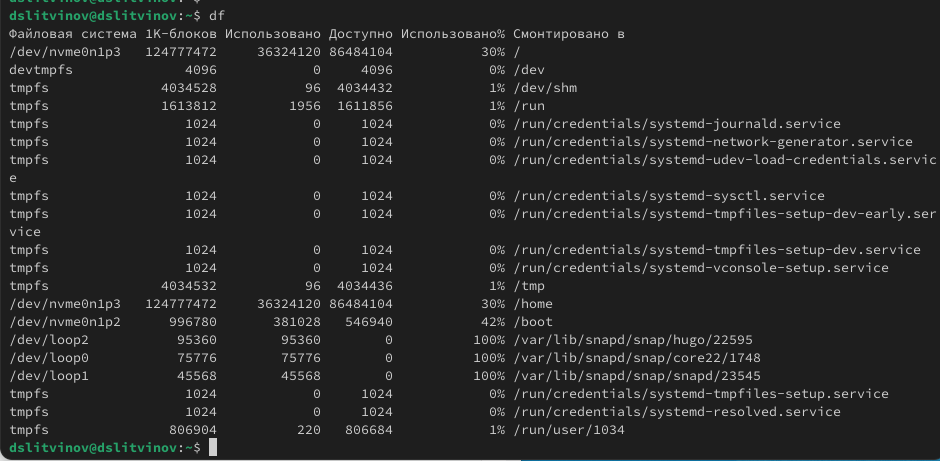 dslitvinov@dslitvinov:~$ df
Файловая система 1K-блоков Использовано Доступно Использовано% Смонтировано в
/dev/nvme0n1p3 124777472 36324120 86484104 30% /
devtmpfs 4096 0 4096 0% /dev
tmpfs 4034528 96 4034432 1% /dev/shm
tmpfs 1613812 1956 1611856 1% /run
tmpfs 1024 0 1024 0% /run/credentials/systemd-journald.service
tmpfs 1024 0 1024 0% /run/credentials/systemd-network-generator.service
tmpfs 1024 0 1024 0% /run/credentials/systemd-udev-load-credentials.servic
e
tmpfs 1024 0 1024 0% /run/credentials/systemd-sysctl.service
tmpfs 1024 0 1024 0% /run/credentials/systemd-tmpfiles-setup-dev-early.ser
vice
tmpfs 1024 0 1024 0% /run/credentials/systemd-tmpfiles-setup-dev.service
tmpfs 1024 0 1024 0% /run/credentials/systemd-vconsole-setup.service
tmpfs 4034532 96 4034436 1% /tmp
/dev/nvme0n1p3 124777472 36324120 86484104 30% /home
/dev/nvme0n1p2 996780 381028 546940 42% /boot
/dev/loop2 95360 95360 0 100% /var/lib/snapd/snap/hugo/22595
/dev/loop0 75776 75776 0 100% /var/lib/snapd/snap/core22/1748
/dev/loop1 45568 45568 0 100% /var/lib/snapd/snap/snapd/23545
tmpfs 1024 0 1024 0% /run/credentials/systemd-tmpfiles-setup.service
tmpfs 1024 0 1024 0% /run/credentials/systemd-resolved.service
tmpfs 806904 220 806684 1% /run/user/1034
dslitvinov@dslitvinov:~$